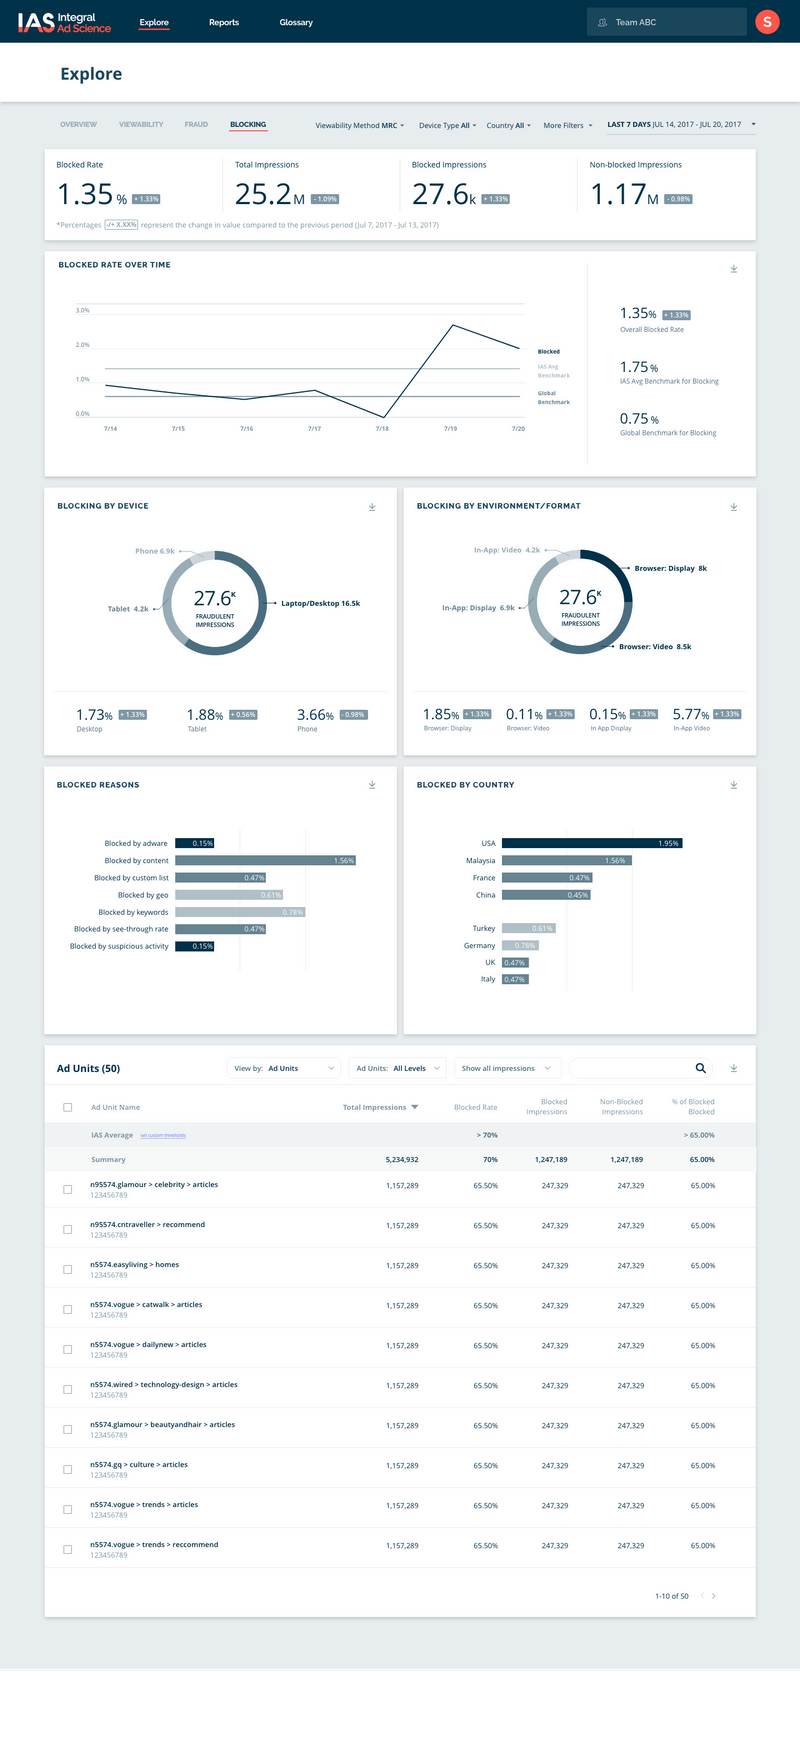 IAS Integral
Ad Science
Explore
Reports
Glossary
Team ABC
S
Explore
OVERVIEW
VIEWABILITY
FRAUD
BLOCKING
Viewability Method MRC
Device Type All
Country All
More Filters
LAST 7 DAYS JUL 14, 2017 - JUL 20, 2017
Blocked Rate
1.35 % + 1.33%
Total Impressions
25.2M - 1.09%
Blocked Impressions
27.6k + 1.33%
Non-blocked Impressions
1.17M - 0.98%
*Percentages -/+ X.XX% represent the change in value compared to the previous period (Jul 7, 2017 - Jul 13, 2017)
BLOCKED RATE OVER TIME
3.0%
2.0%
1.0%
0.0%
7/14 7/15 7/16 7/17 7/18 7/19 7/20
Blocked
IAS Avg
Benchmark
Global
Benchmark
1.35% + 1.33%
Overall Blocked Rate
1.75 %
IAS Avg Benchmark for Blocking
0.75 %
Global Benchmark for Blocking
BLOCKING BY DEVICE
Phone 6.9k
Tablet 4.2k
Laptop/Desktop 16.5k
27.6K
FRAUDULENT
IMPRESSIONS
1.73% + 1.33%
Desktop
1.88% + 0.56%
Tablet
3.66% - 0.98%
Phone
BLOCKING BY ENVIRONMENT/FORMAT
In-App: Video 4.2k
Browser: Display 8k
In-App: Display 6.9k
Browser: Video 8.5k
27.6K
FRAUDULENT
IMPRESSIONS
1.85% + 1.33%
Browser: Display
0.11% + 1.33%
Browser: Video
0.15% + 1.33%
In App Display
5.77% + 1.33%
In-App Video
BLOCKED REASONS
Blocked by adware 0.15%
Blocked by content 1.56%
Blocked by custom list 0.47%
Blocked by geo 0.61%
Blocked by keywords 0.78%
Blocked by see-through rate 0.47%
Blocked by suspicious activity 0.15%
BLOCKED BY COUNTRY
USA 1.95%
Malaysia 1.56%
France 0.47%
China 0.45%
Turkey 0.61%
Germany 0.78%
UK 0.47%
Italy 0.47%
Ad Units (50)
View by: Ad Units
Ad Units: All Levels
Show all impressions
Ad Unit Name
Total Impressions
Blocked Rate
Blocked
Impressions
Non-Blocked
Impressions
% of Blocked
Blocked
IAS Average set custom thresholds > 70% > 65.00%
Summary 5,234,932 70% 1,247,189 1,247,189 65.00%
n95574.glamour > celebrity > articles 1,157,289 65.50% 247,329 247,329 65.00%
123456789
n95574.cntraveller > recommend 1,157,289 65.50% 247,329 247,329 65.00%
123456789
n5574.easyliving > homes 1,157,289 65.50% 247,329 247,329 65.00%
123456789
n5574.vogue > catwalk > articles 1,157,289 65.50% 247,329 247,329 65.00%
123456789
n5574.vogue > dailynew > articles 1,157,289 65.50% 247,329 247,329 65.00%
123456789
n5574.wired > technology-design > articles 1,157,289 65.50% 247,329 247,329 65.00%
123456789
n5574.glamour > beautyandhair > articles 1,157,289 65.50% 247,329 247,329 65.00%
123456789
n5574.gq > culture > articles 1,157,289 65.50% 247,329 247,329 65.00%
123456789
n5574.vogue > trends > articles 1,157,289 65.50% 247,329 247,329 65.00%
123456789
n5574.vogue > trends > reccommend 1,157,289 65.50% 247,329 247,329 65.00%
123456789
1-10 of 50